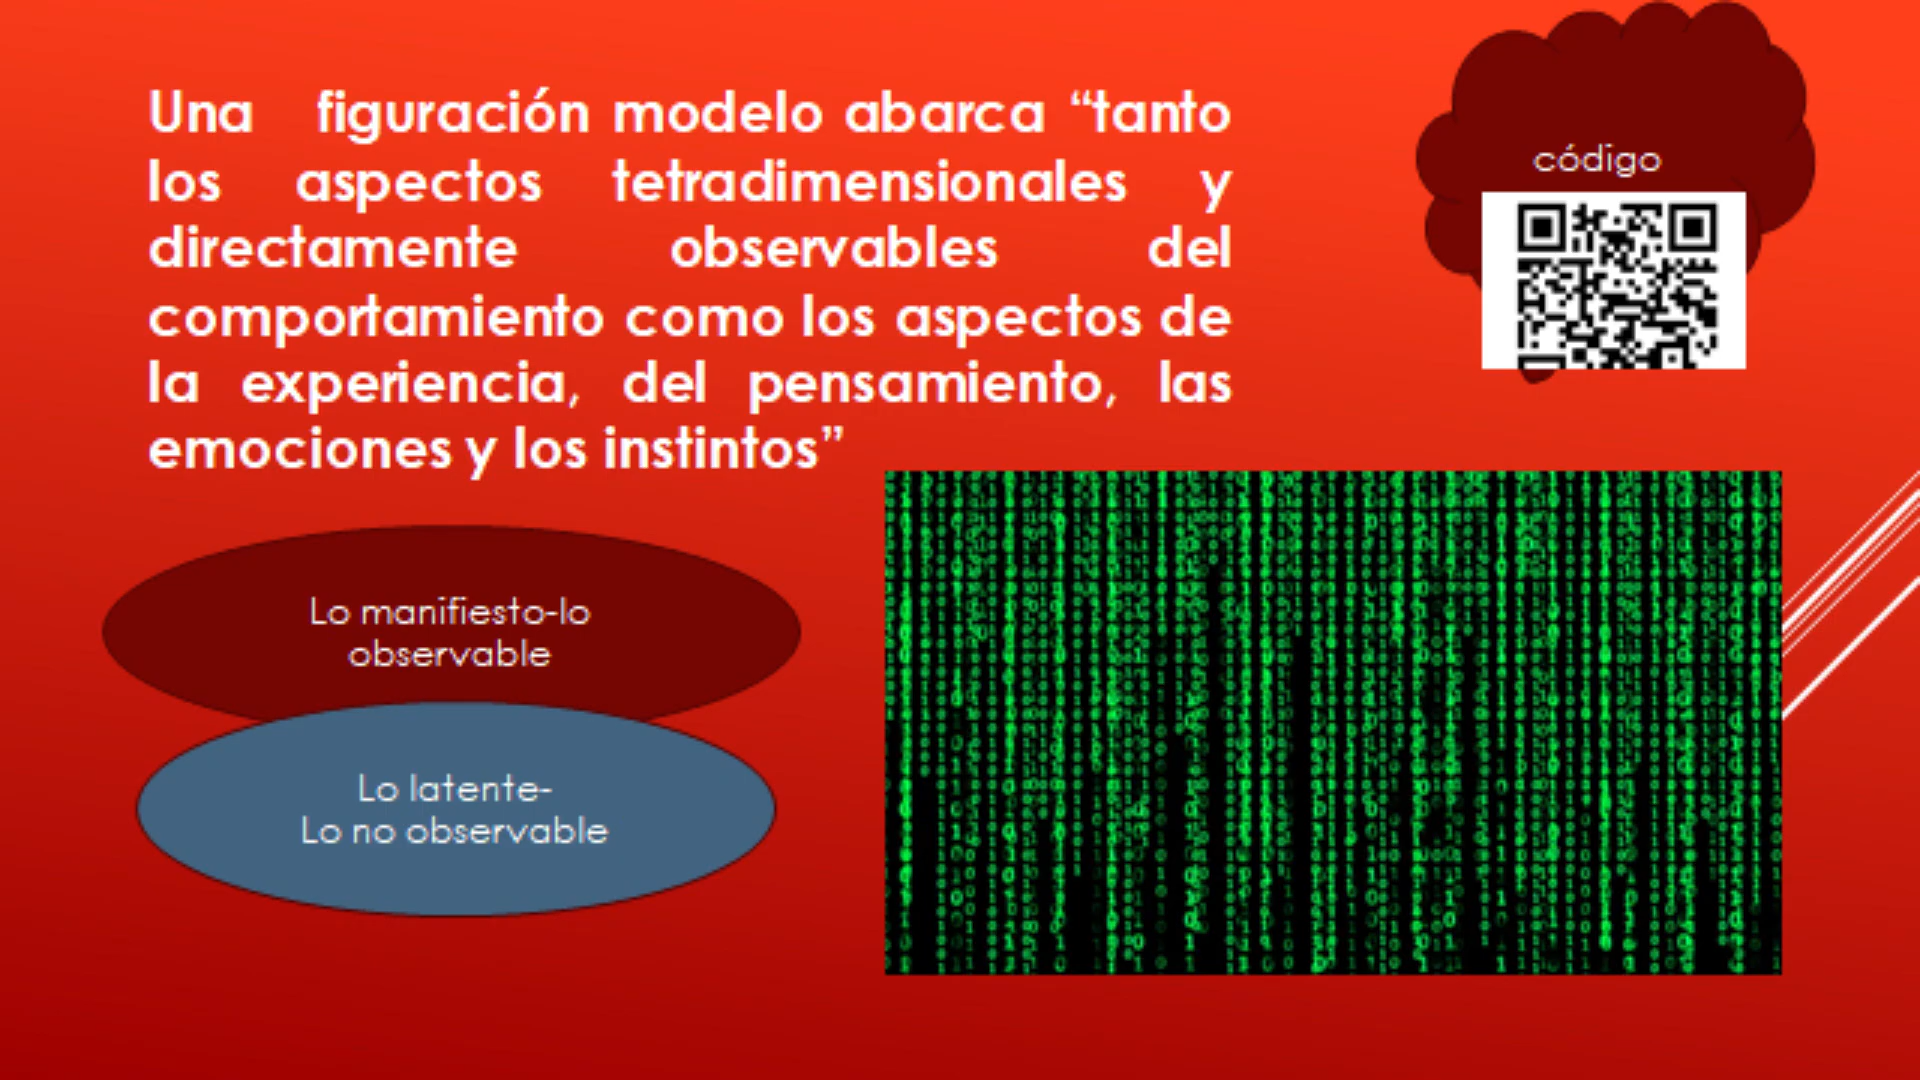 Una figuración modelo abarca “tanto
los aspectos tetradimensionales y
directamente observables del
comportamiento como los aspectos de
la experiencia, del pensamiento, las
emociones y los instintos”
código
Lo manifiesto-lo
observable
Lo latente-
Lo no observable